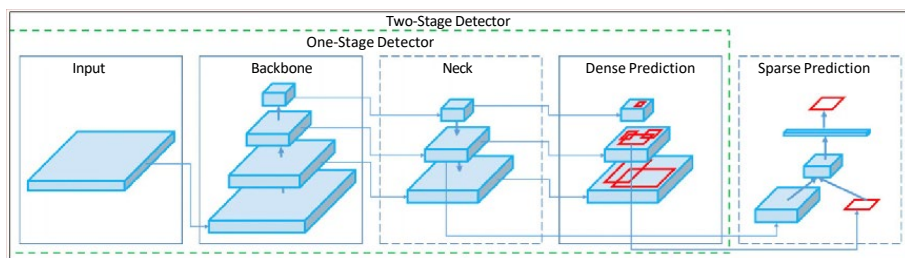 Two-Stage Detector
One-Stage Detector
Input
Backbone
Neck
Dense Prediction
Sparse Prediction